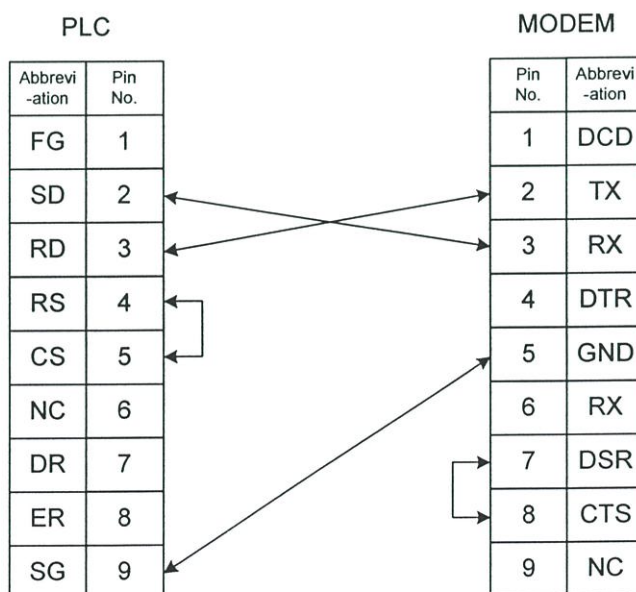 PLC
MODEM
Abbrevi
-ation
Pin
No.
Pin
No.
Abbrevi
-ation
FG 1
1 DCD
SD 2
2 TX
RD 3
3 RX
RS 4
4 DTR
CS 5
5 GND
NC 6
6 RX
DR 7
7 DSR
ER 8
8 CTS
SG 9
9 NC